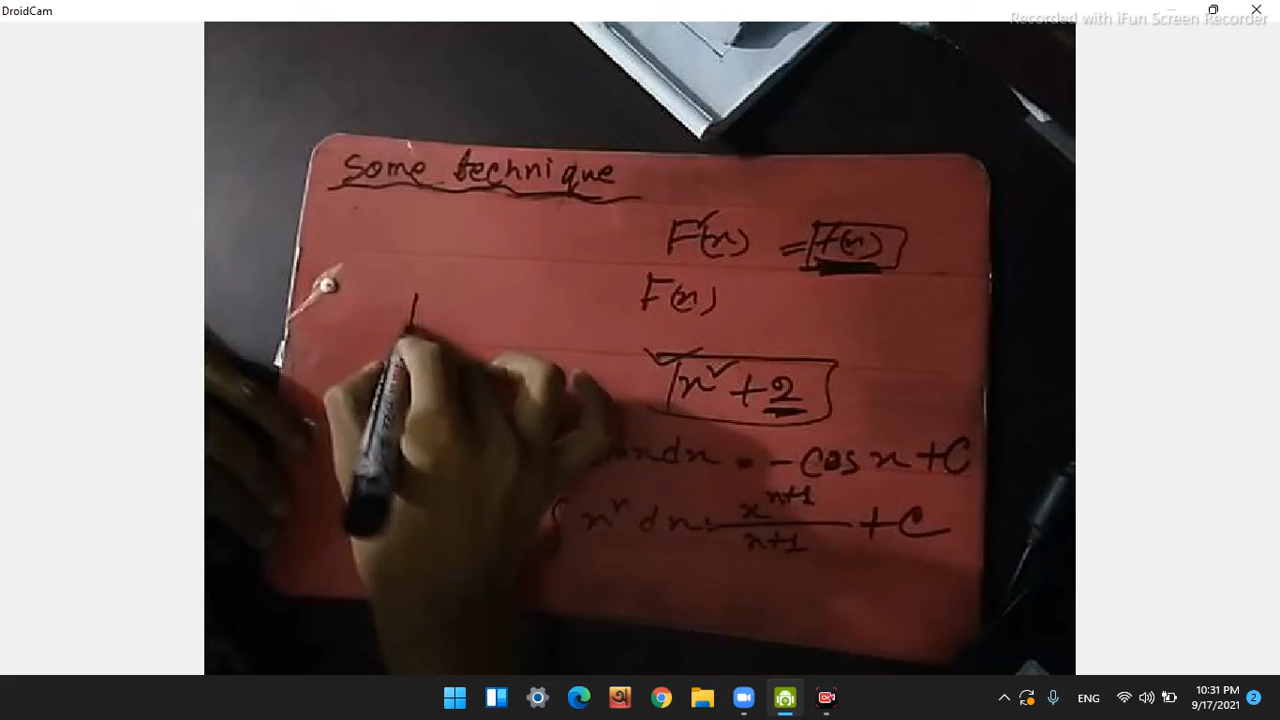 DroidCam
Recorded with iFun Screen Recorder
Some technique
F'(x) = f(x)
F(x)
x² + 2
x dx = - cos x + C
∫ xⁿ dx = x^(n+1)/(n+1) + C
ENG
10:31 PM
9/17/2021
2